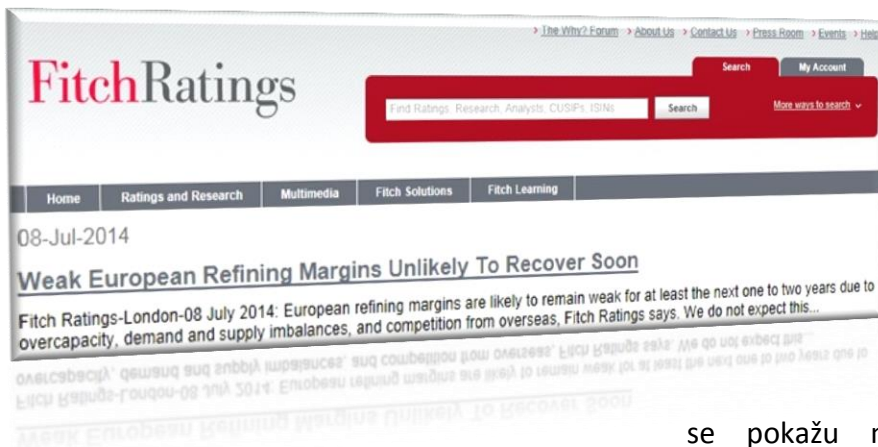 > The Why? Forum > About Us > Contact Us > Press Room > Events > Help
FitchRatings
Search My Account
Find Ratings, Research, Analysts, CUSIPs, ISINs Search More ways to search
Home Ratings and Research Multimedia Fitch Solutions Fitch Learning
08-Jul-2014
Weak European Refining Margins Unlikely To Recover Soon
Fitch Ratings-London-08 July 2014: European refining margins are likely to remain weak for at least the next one to two years due to
overcapacity, demand and supply imbalances, and competition from overseas, Fitch Ratings says. We do not expect this...
se pokažu